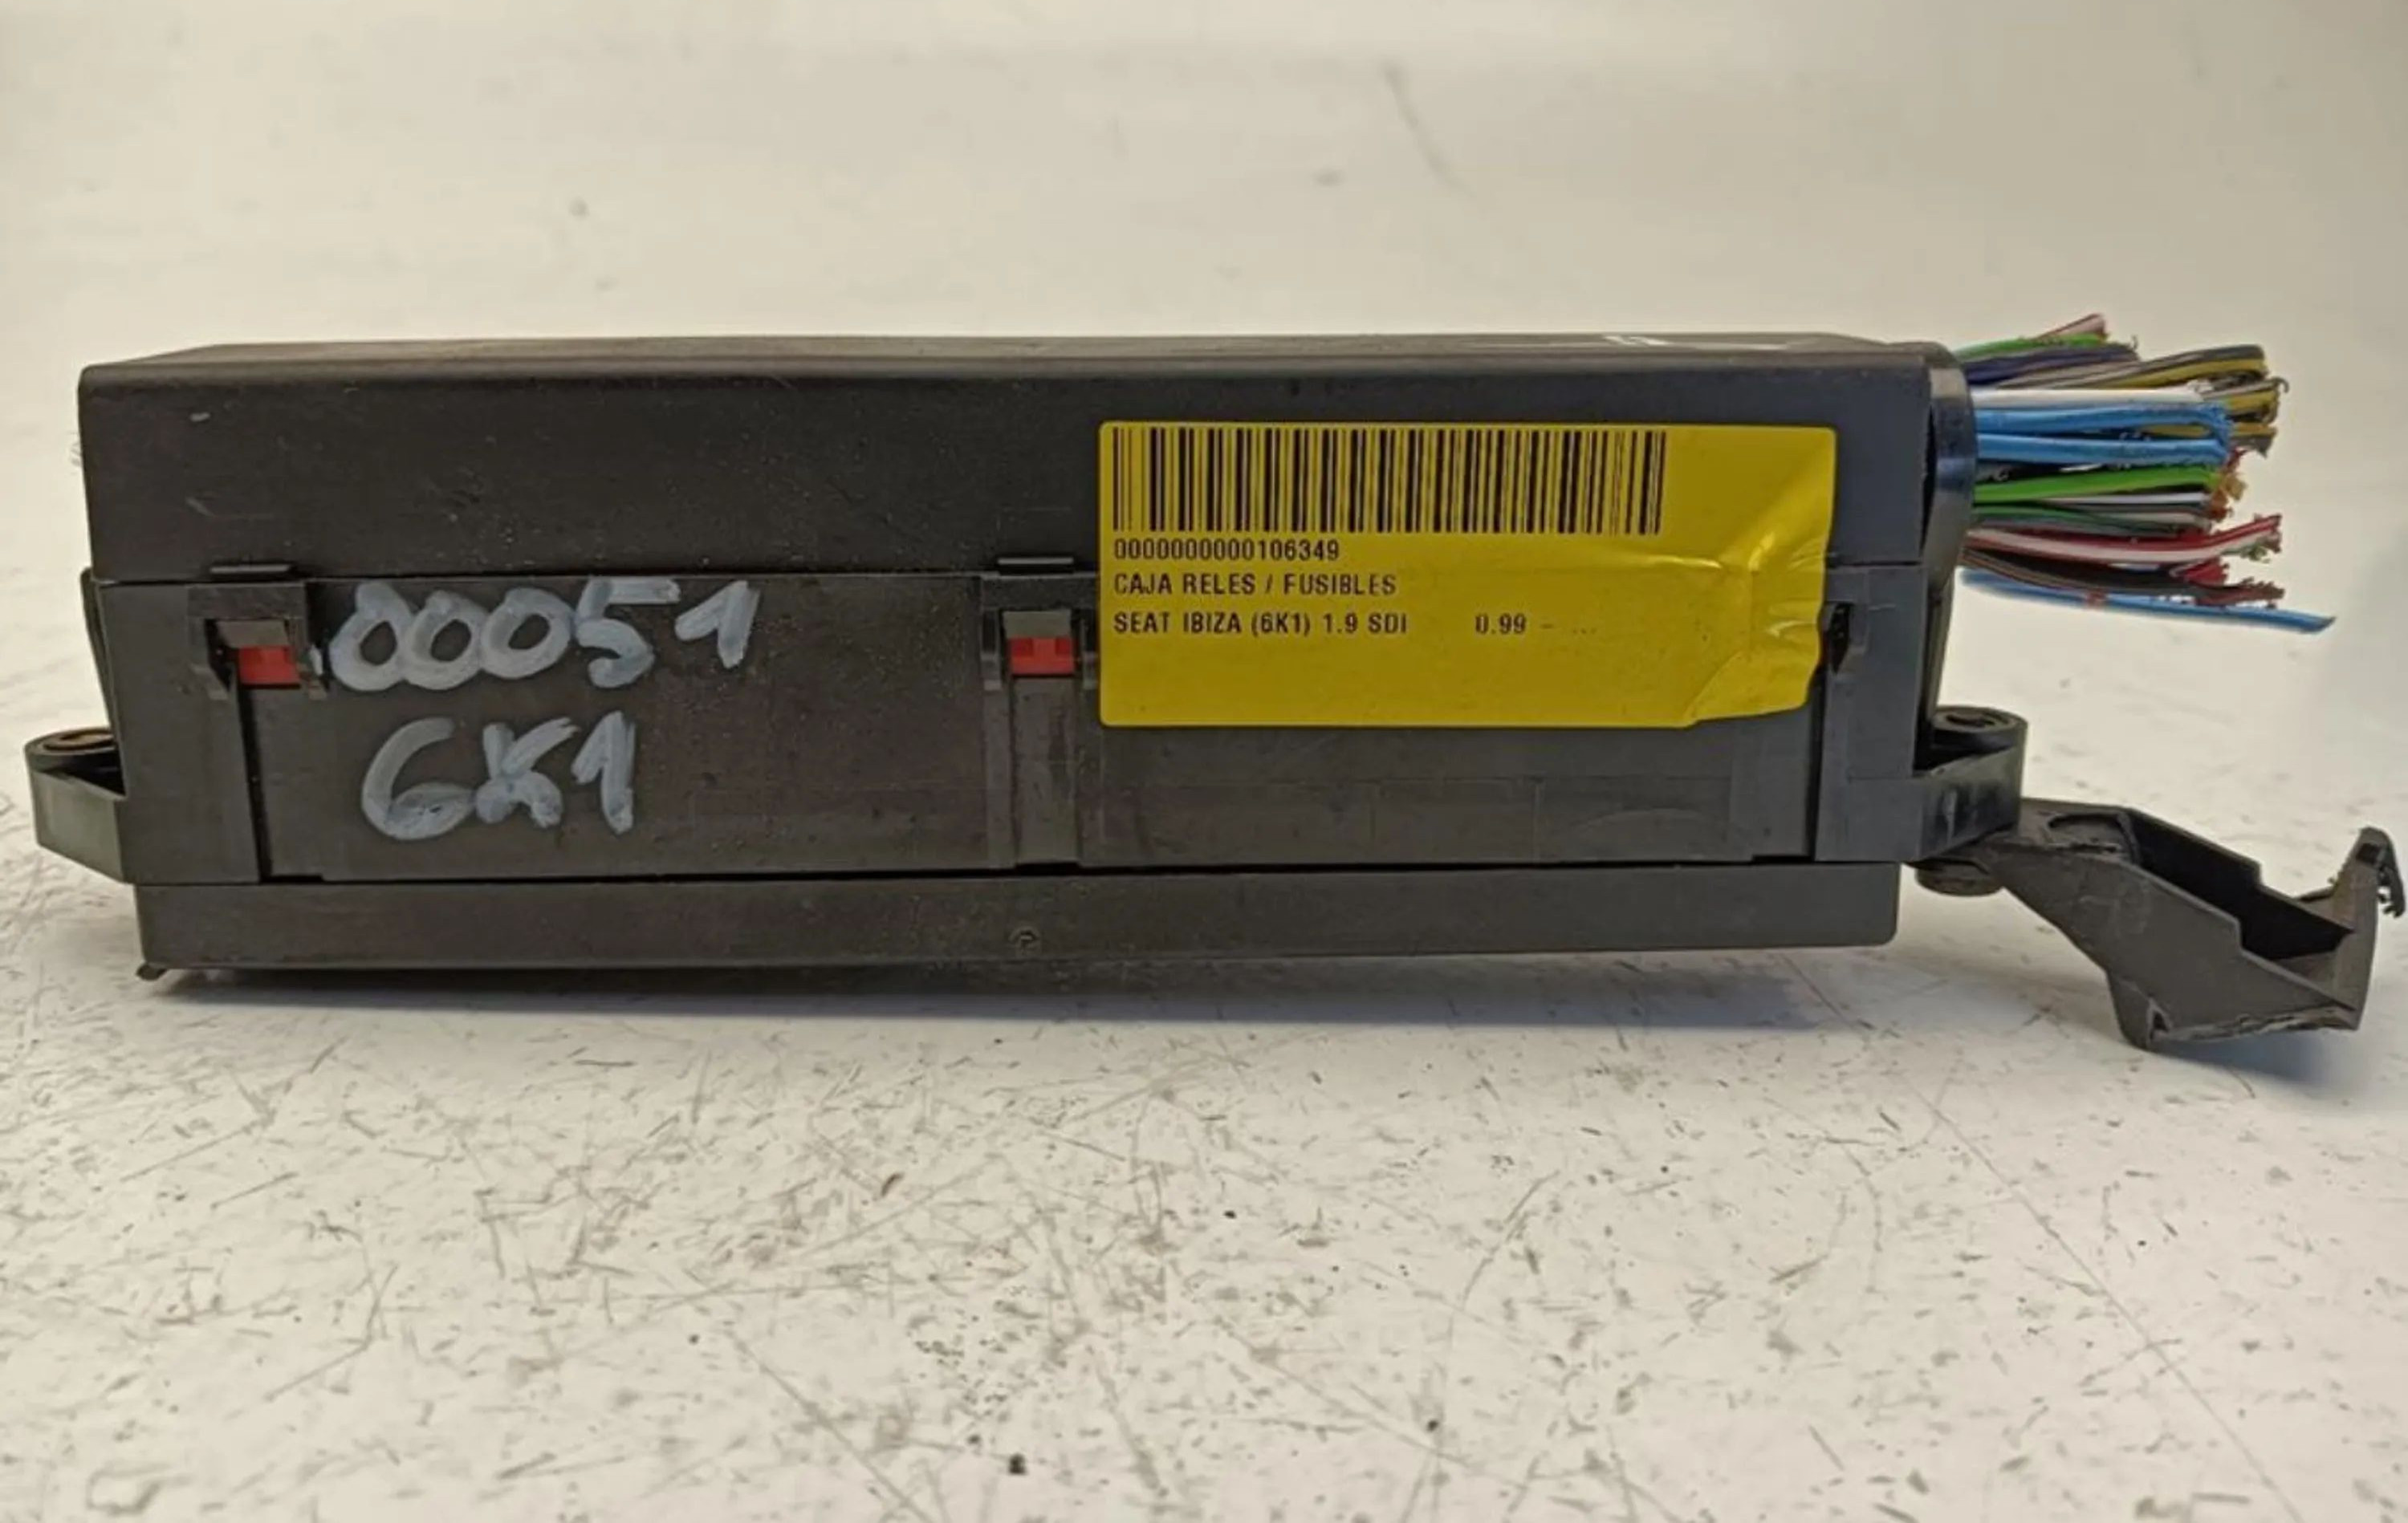 0000000000106349
CAJA RELES / FUSIBLES
SEAT IBIZA (6K1) 1.9 SDI 0.99 - ...
00051
6K1